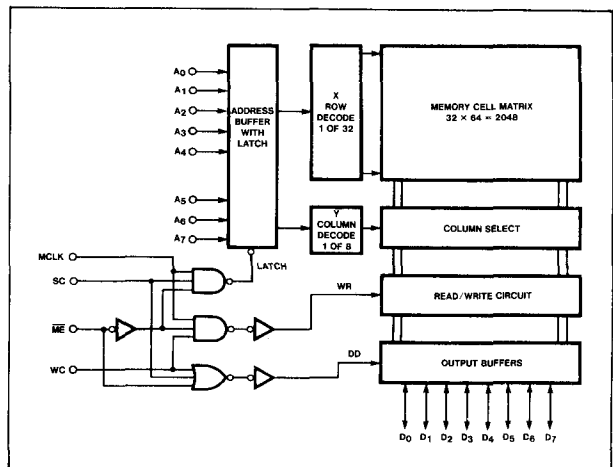 A0
A1
A2
A3
A4
A5
A6
A7
ADDRESS
BUFFER
WITH
LATCH
X
ROW
DECODE
1 OF 32
MEMORY CELL MATRIX
32 × 64 = 2048
Y
COLUMN
DECODE
1 OF 8
COLUMN SELECT
MCLK
SC
ME
WC
LATCH
WR
READ/WRITE CIRCUIT
DD
OUTPUT BUFFERS
D0 D1 D2 D3 D4 D5 D6 D7